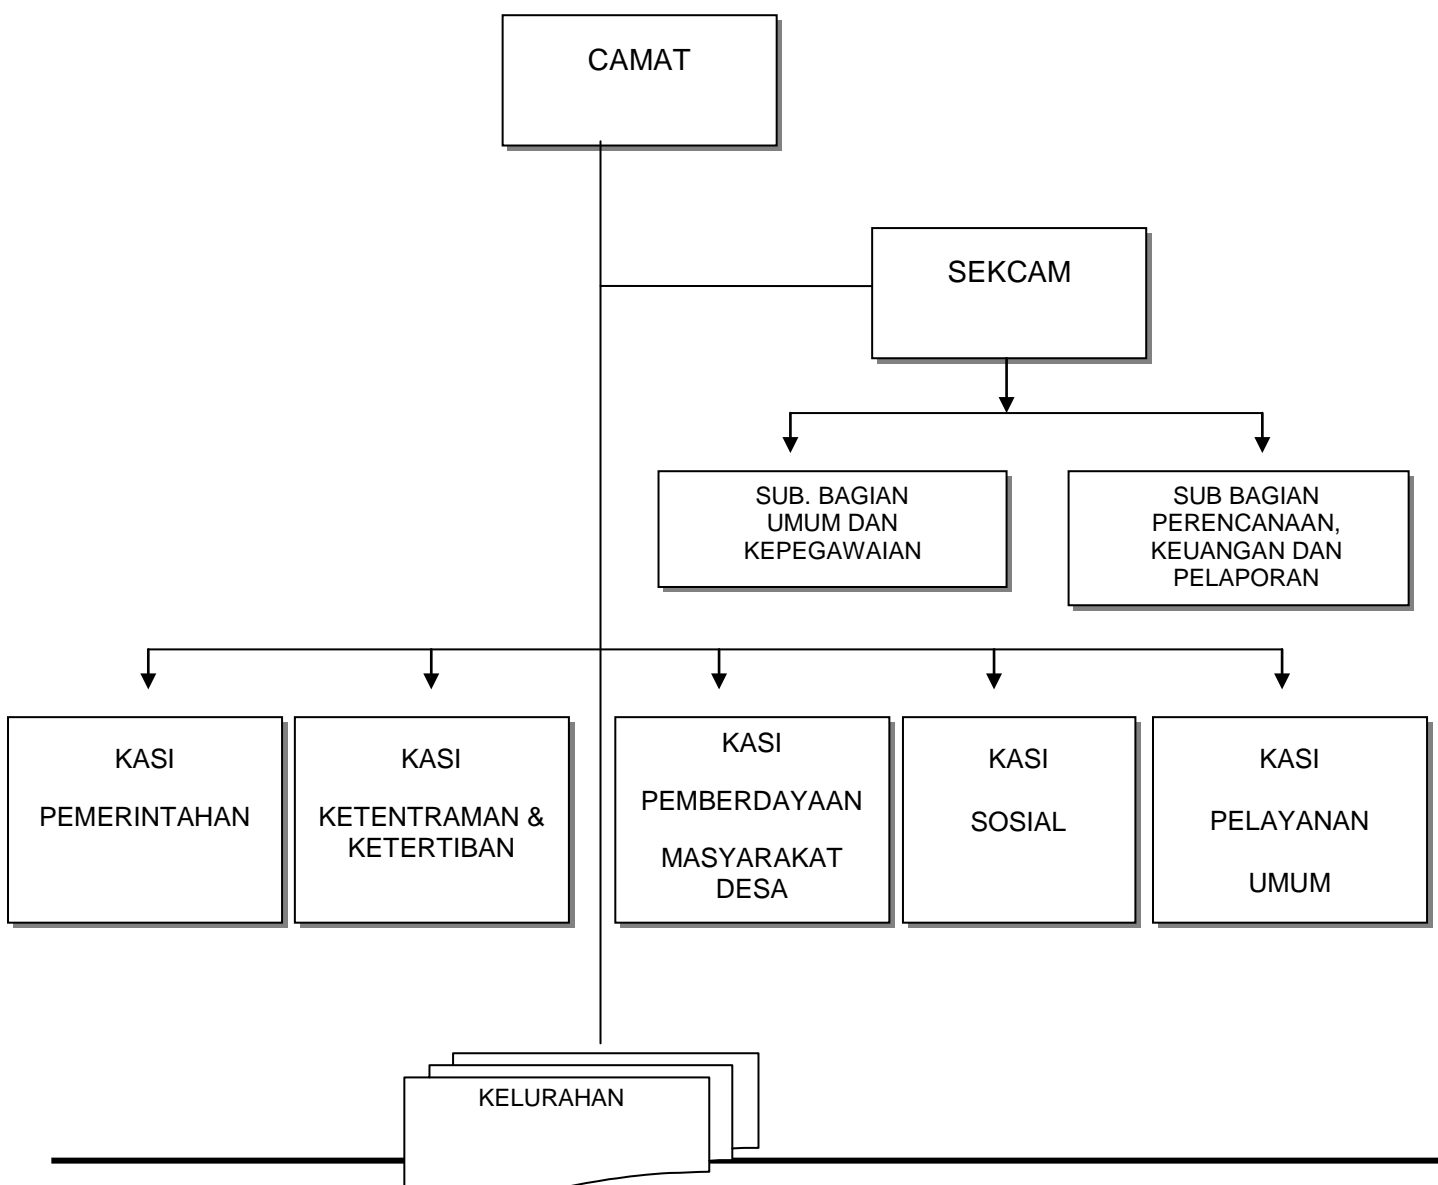 CAMAT
SEKCAM
SUB. BAGIAN
UMUM DAN
KEPEGAWAIAN
SUB BAGIAN
PERENCANAAN,
KEUANGAN DAN
PELAPORAN
KASI
PEMERINTAHAN
KASI
KETENTRAMAN &
KETERTIBAN
KASI
PEMBERDAYAAN
MASYARAKAT
DESA
KASI
SOSIAL
KASI
PELAYANAN
UMUM
KELURAHAN